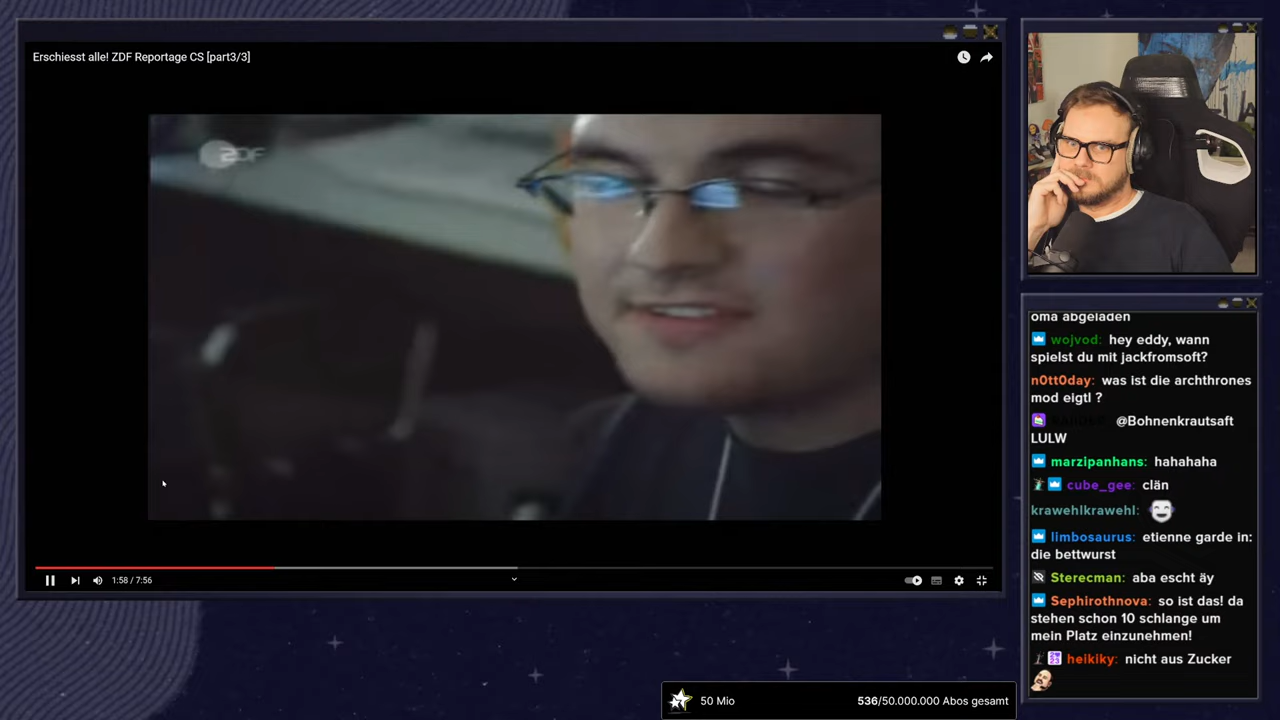 Erschiesst alle! ZDF Reportage CS [part3/3]
ZDF
1:58 / 7:56
oma abgeladen
wojvod: hey eddy, wann
spielst du mit jackfromsoft?
n0tt0day: was ist die archthrones
mod eigtl ?
@Bohnenkrautsaft
LULW
marzipanhans: hahahaha
cube_gee: clän
krawehlkrawehl:
limbosaurus: etienne garde in:
die bettwurst
Sterecman: aba escht äy
Sephirothnova: so ist das! da
stehen schon 10 schlange um
mein Platz einzunehmen!
heikiky: nicht aus Zucker
50 Mio
536/50.000.000 Abos gesamt